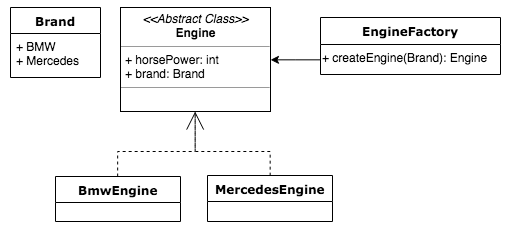 Brand
+ BMW
+ Mercedes
<<Abstract Class>>
Engine
+ horsePower: int
+ brand: Brand
EngineFactory
+ createEngine(Brand): Engine
BmwEngine
MercedesEngine